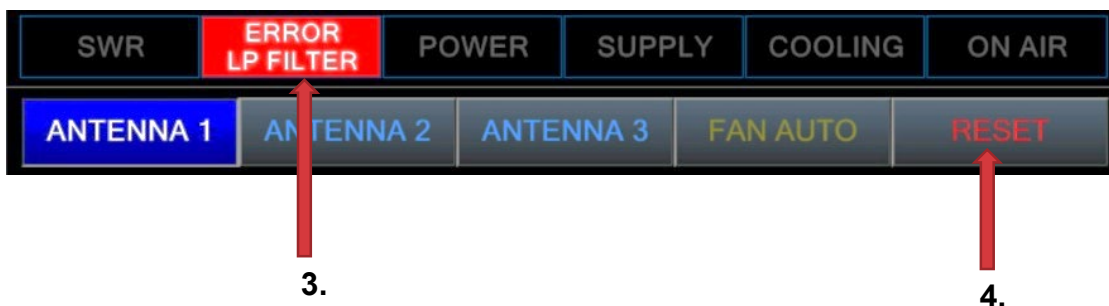 SWR ERROR LP FILTER POWER SUPPLY COOLING ON AIR
ANTENNA 1 ANTENNA 2 ANTENNA 3 FAN AUTO RESET
3. 4.